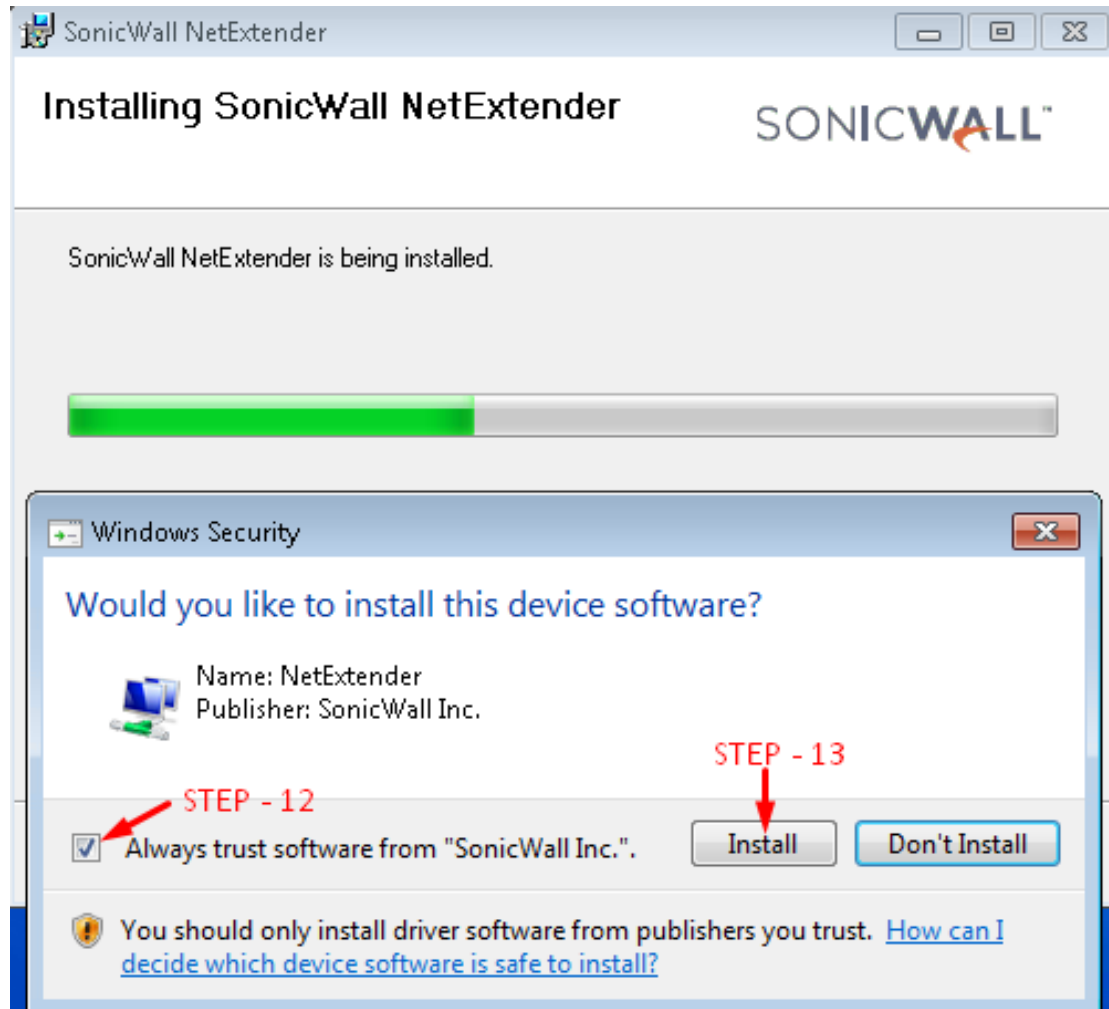 SonicWall NetExtender
Installing SonicWall NetExtender
SONICWALL™
SonicWall NetExtender is being installed.
Windows Security
Would you like to install this device software?
Name: NetExtender
Publisher: SonicWall Inc.
STEP - 13
STEP - 12
Always trust software from "SonicWall Inc.".
Install
Don't Install
You should only install driver software from publishers you trust. How can I
decide which device software is safe to install?